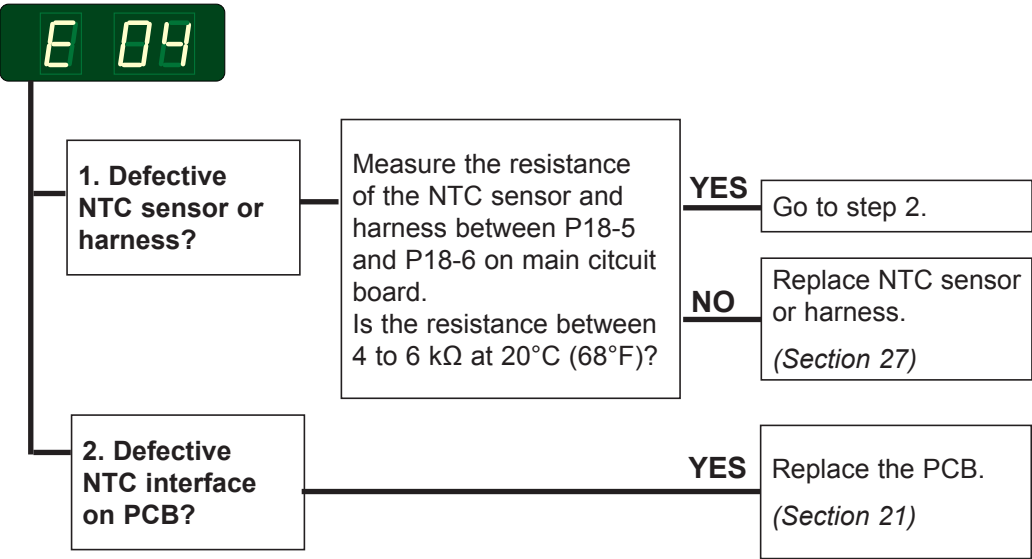 E 04
1. Defective
NTC sensor or
harness?
Measure the resistance
of the NTC sensor and
harness between P18-5
and P18-6 on main citcuit
board.
Is the resistance between
4 to 6 kΩ at 20°C (68°F)?
YES
Go to step 2.
NO
Replace NTC sensor
or harness.
(Section 27)
2. Defective
NTC interface
on PCB?
YES
Replace the PCB.
(Section 21)